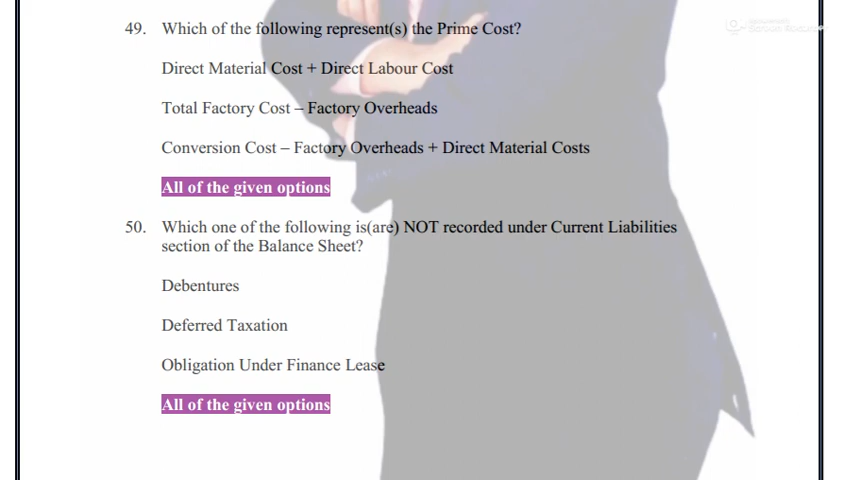 49. Which of the following represent(s) the Prime Cost?
Direct Material Cost + Direct Labour Cost
Total Factory Cost – Factory Overheads
Conversion Cost – Factory Overheads + Direct Material Costs
All of the given options
50. Which one of the following is(are) NOT recorded under Current Liabilities
section of the Balance Sheet?
Debentures
Deferred Taxation
Obligation Under Finance Lease
All of the given options